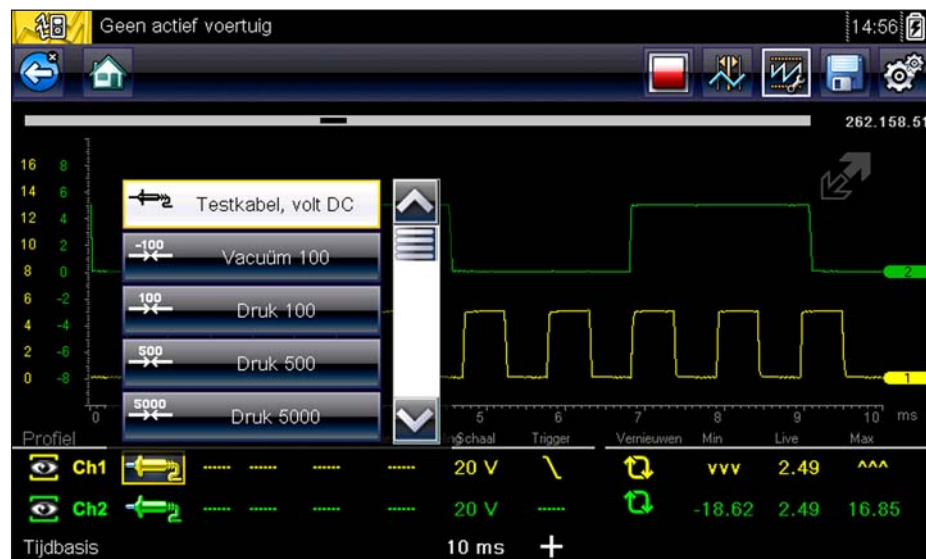 Geen actief voertuig
14:56
262.158.51
16 8
14 6
12 4
10 2
8 0
6 -2
4 -4
2 -6
0 -8
Testkabel, volt DC
-100
Vacuüm 100
100
Druk 100
500
Druk 500
5000
Druk 5000
2
1
0 5 6 7 8 9 10 ms
Profiel Schaal Trigger Vernieuwen Min Live Max
Ch1 ----- ----- ----- ----- 20 V vvv 2.49 ^^^
Ch2 ----- ----- ----- ----- 20 V ----- -18.62 2.49 16.85
Tijdbasis 10 ms +